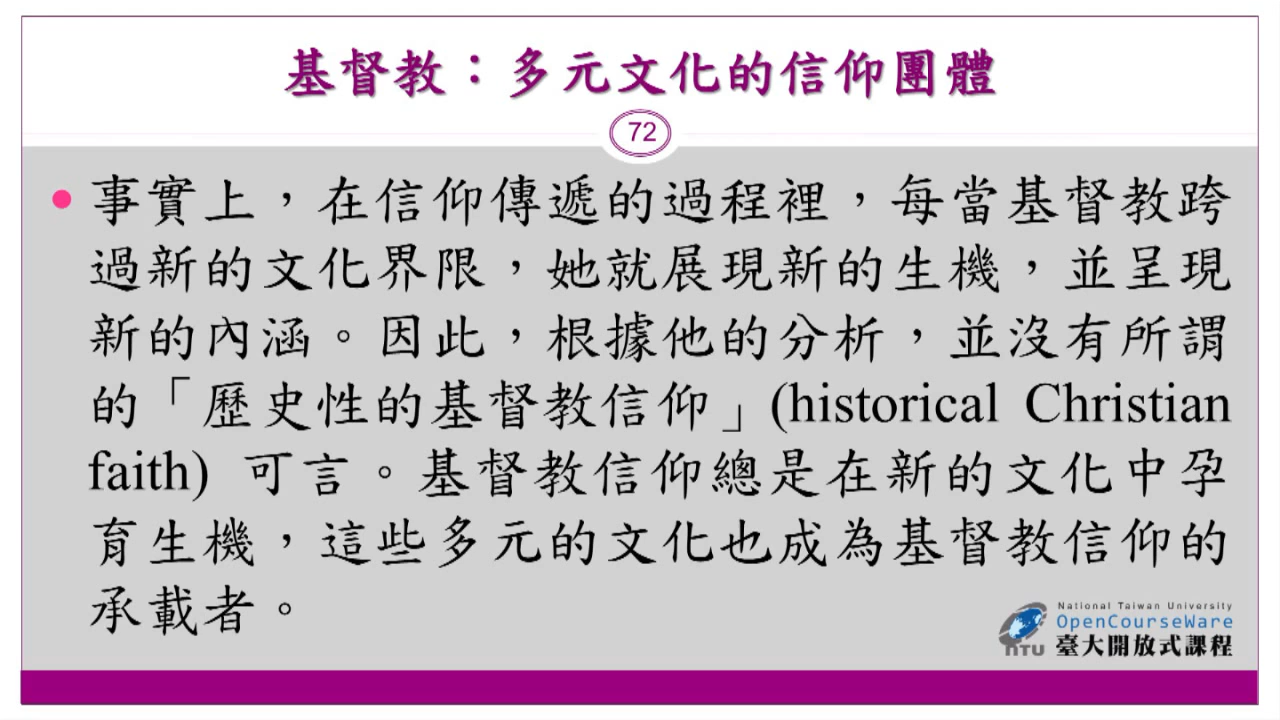 基督教：多元文化的信仰團體
72
• 事實上，在信仰傳遞的過程裡，每當基督教跨
過新的文化界限，她就展現新的生機，並呈現
新的內涵。因此，根據他的分析，並沒有所謂
的「歷史性的基督教信仰」(historical Christian
faith) 可言。基督教信仰總是在新的文化中孕
育生機，這些多元的文化也成為基督教信仰的
承載者。
National Taiwan University
OpenCourseWare
NTU 臺大開放式課程